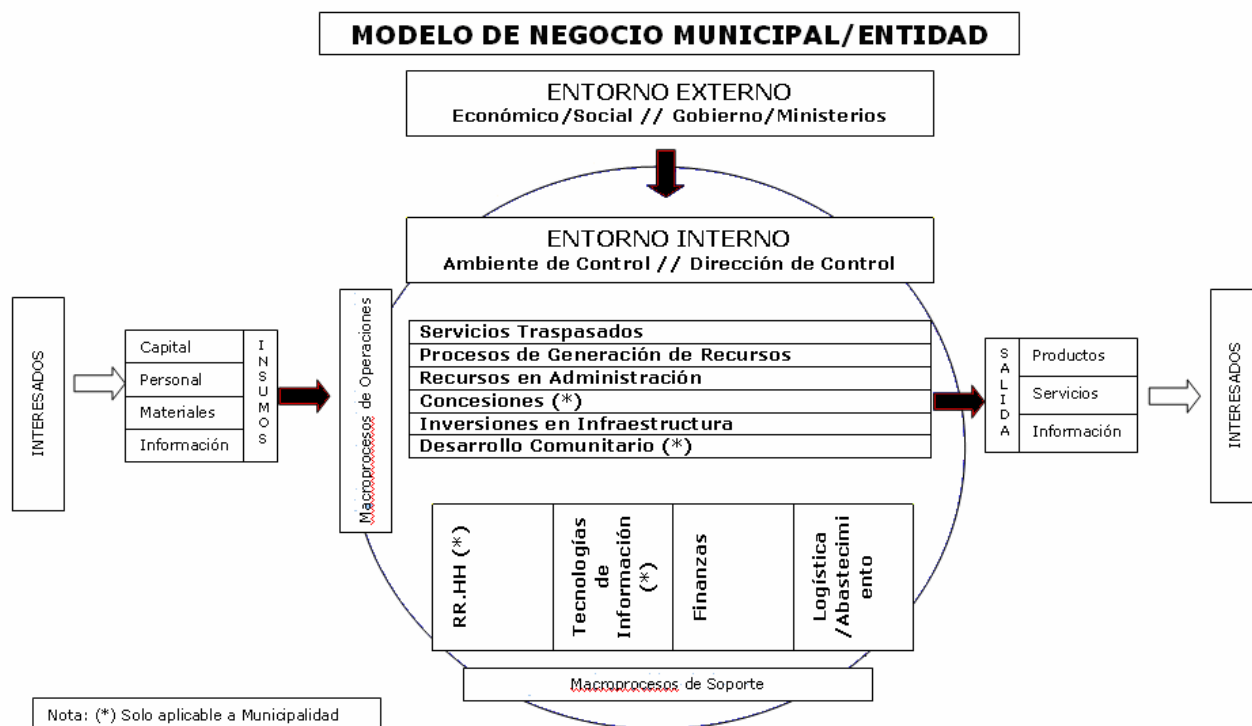 MODELO DE NEGOCIO MUNICIPAL/ENTIDAD
ENTORNO EXTERNO
Económico/Social // Gobierno/Ministerios
ENTORNO INTERNO
Ambiente de Control // Dirección de Control
INTERESADOS
Capital
Personal
Materiales
Información
INSUMOS
Macroprocesos de Operaciones
Servicios Traspasados
Procesos de Generación de Recursos
Recursos en Administración
Concesiones (*)
Inversiones en Infraestructura
Desarrollo Comunitario (*)
SALIDA
Productos
Servicios
Información
INTERESADOS
RR.HH (*)
Tecnologías
de
Información
(*)
Finanzas
Logística
/Abastecimi
ento
Macroprocesos de Soporte
Nota: (*) Solo aplicable a Municipalidad